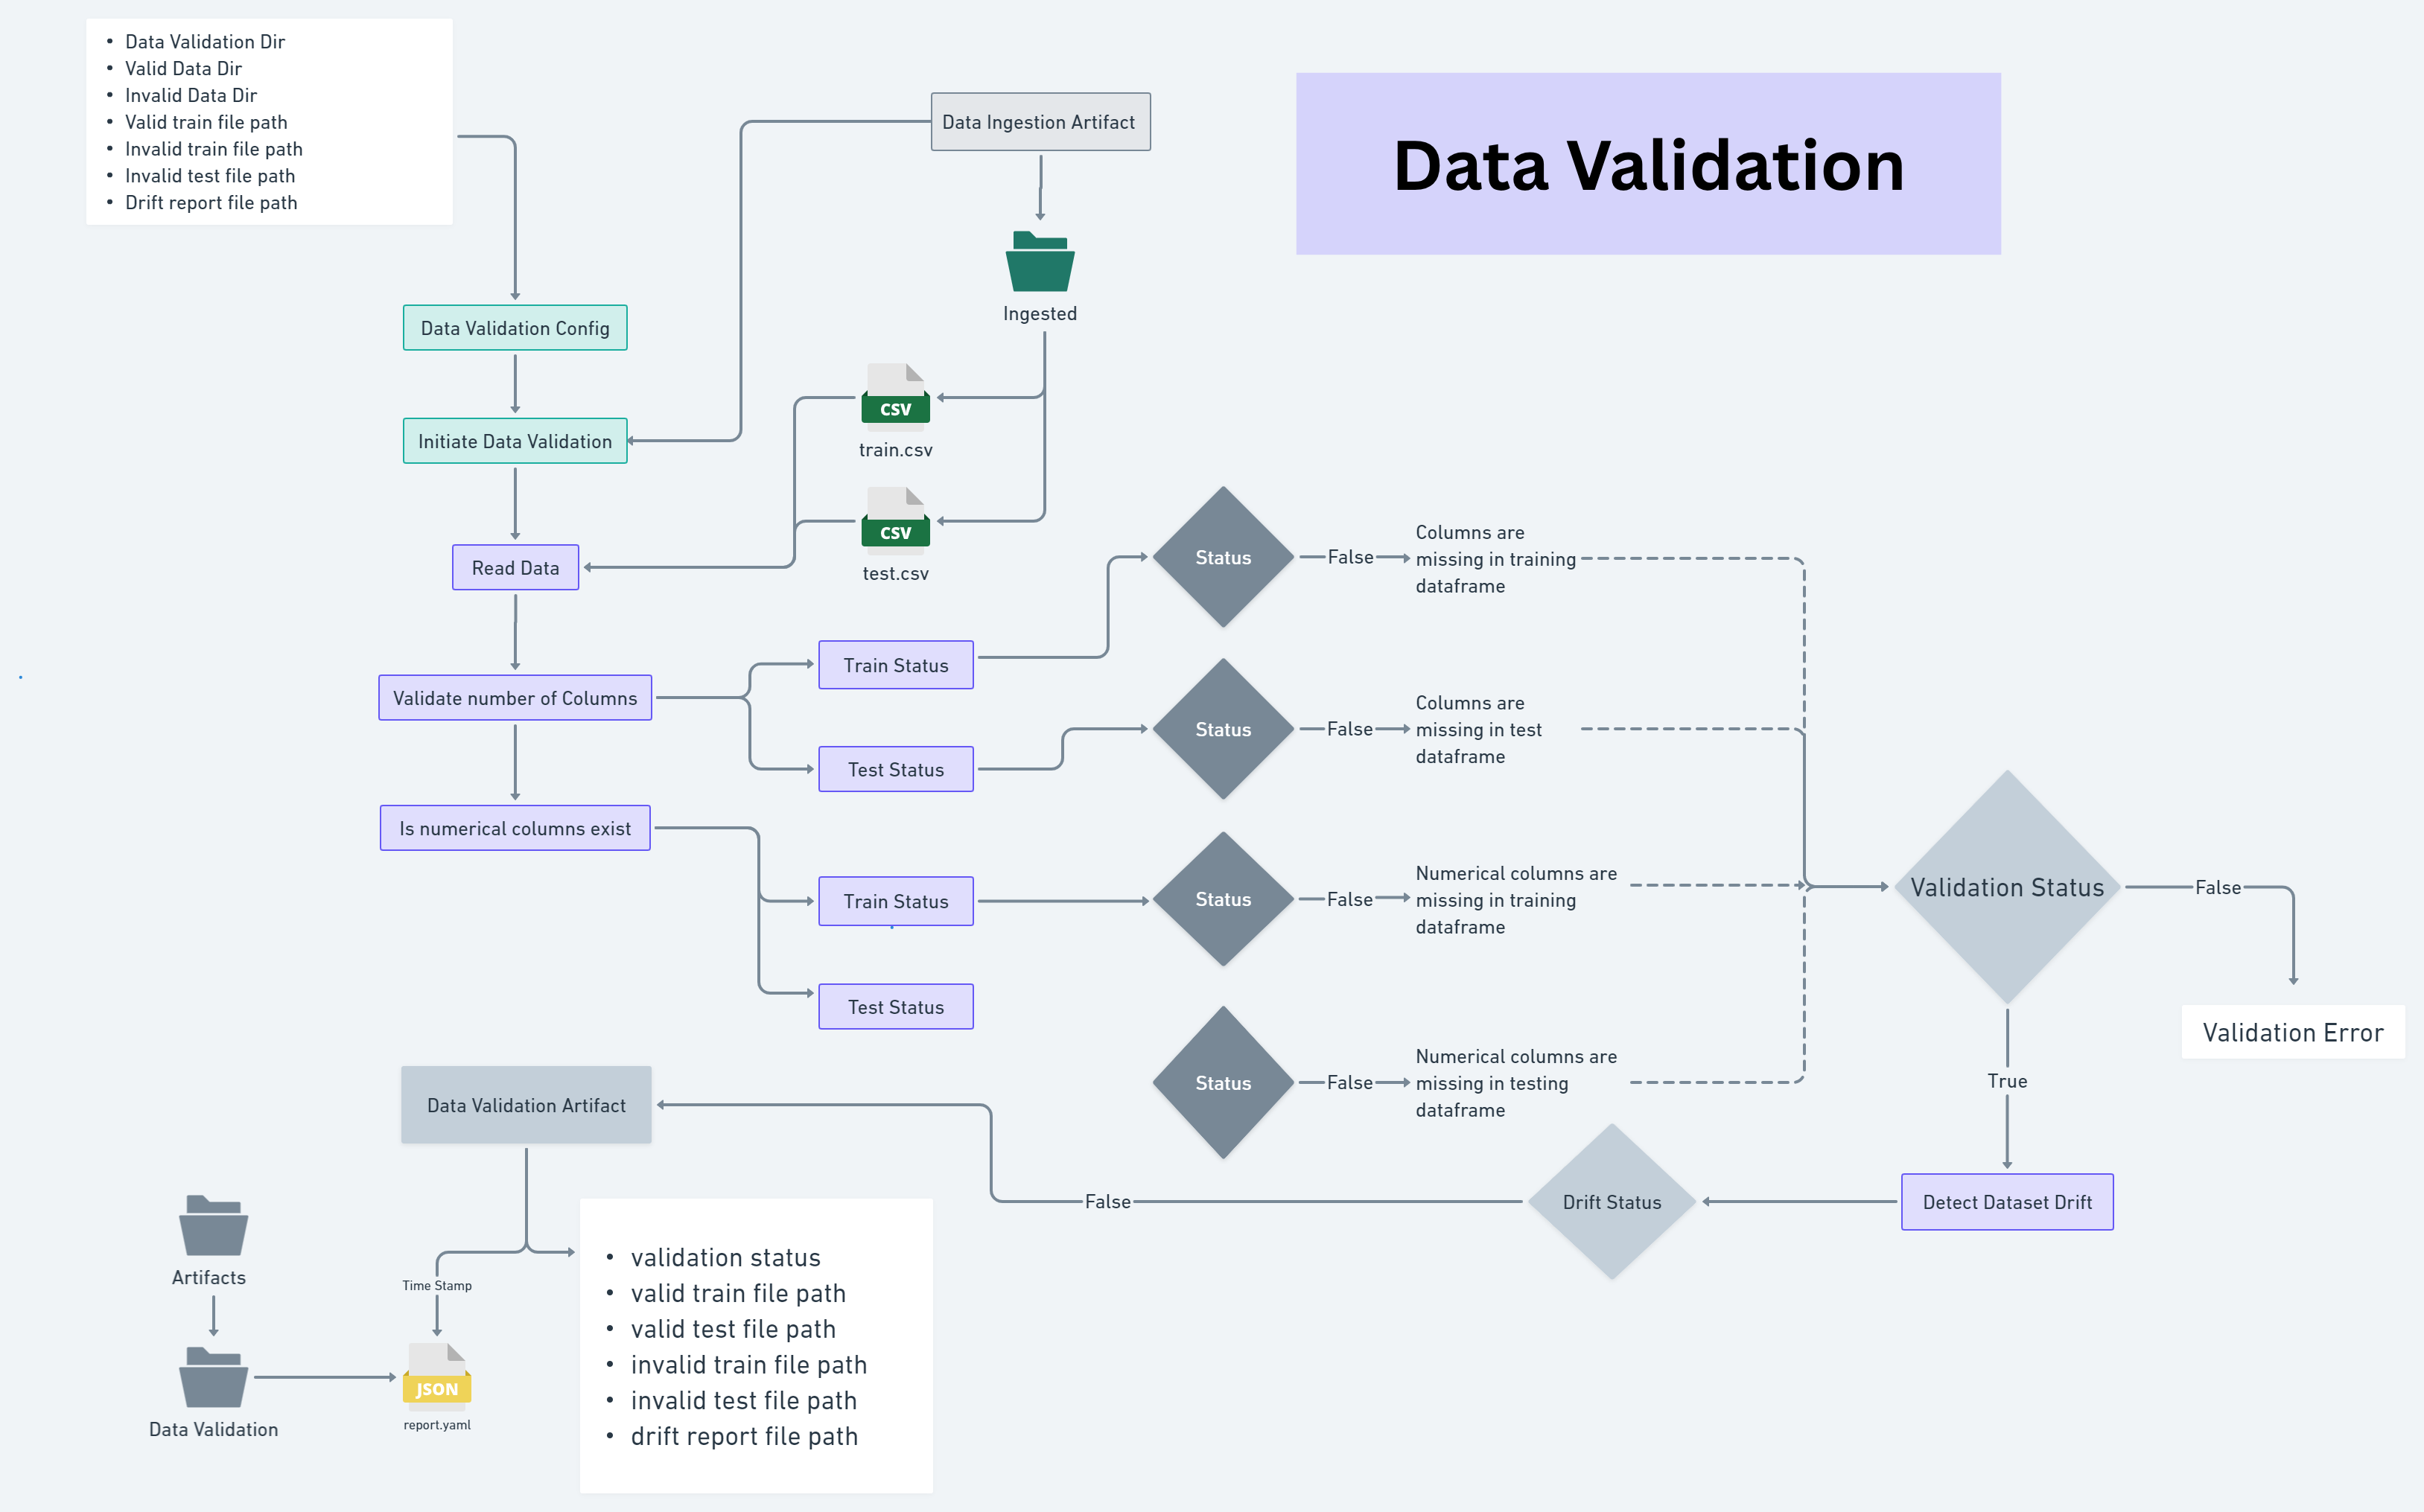 Data Validation
• Data Validation Dir
• Valid Data Dir
• Invalid Data Dir
• Valid train file path
• Invalid train file path
• Invalid test file path
• Drift report file path
Data Ingestion Artifact
Ingested
Data Validation Config
CSV
train.csv
Initiate Data Validation
CSV
test.csv
Read Data
Status
False
Columns are
missing in training
dataframe
Train Status
Validate number of Columns
Status
False
Columns are
missing in test
dataframe
Test Status
Is numerical columns exist
Train Status
Status
False
Numerical columns are
missing in training
dataframe
Validation Status
False
Validation Error
Test Status
Status
False
Numerical columns are
missing in testing
dataframe
True
Data Validation Artifact
False
Drift Status
Detect Dataset Drift
Artifacts
Time Stamp
Data Validation
JSON
report.yaml
• validation status
• valid train file path
• valid test file path
• invalid train file path
• invalid test file path
• drift report file path